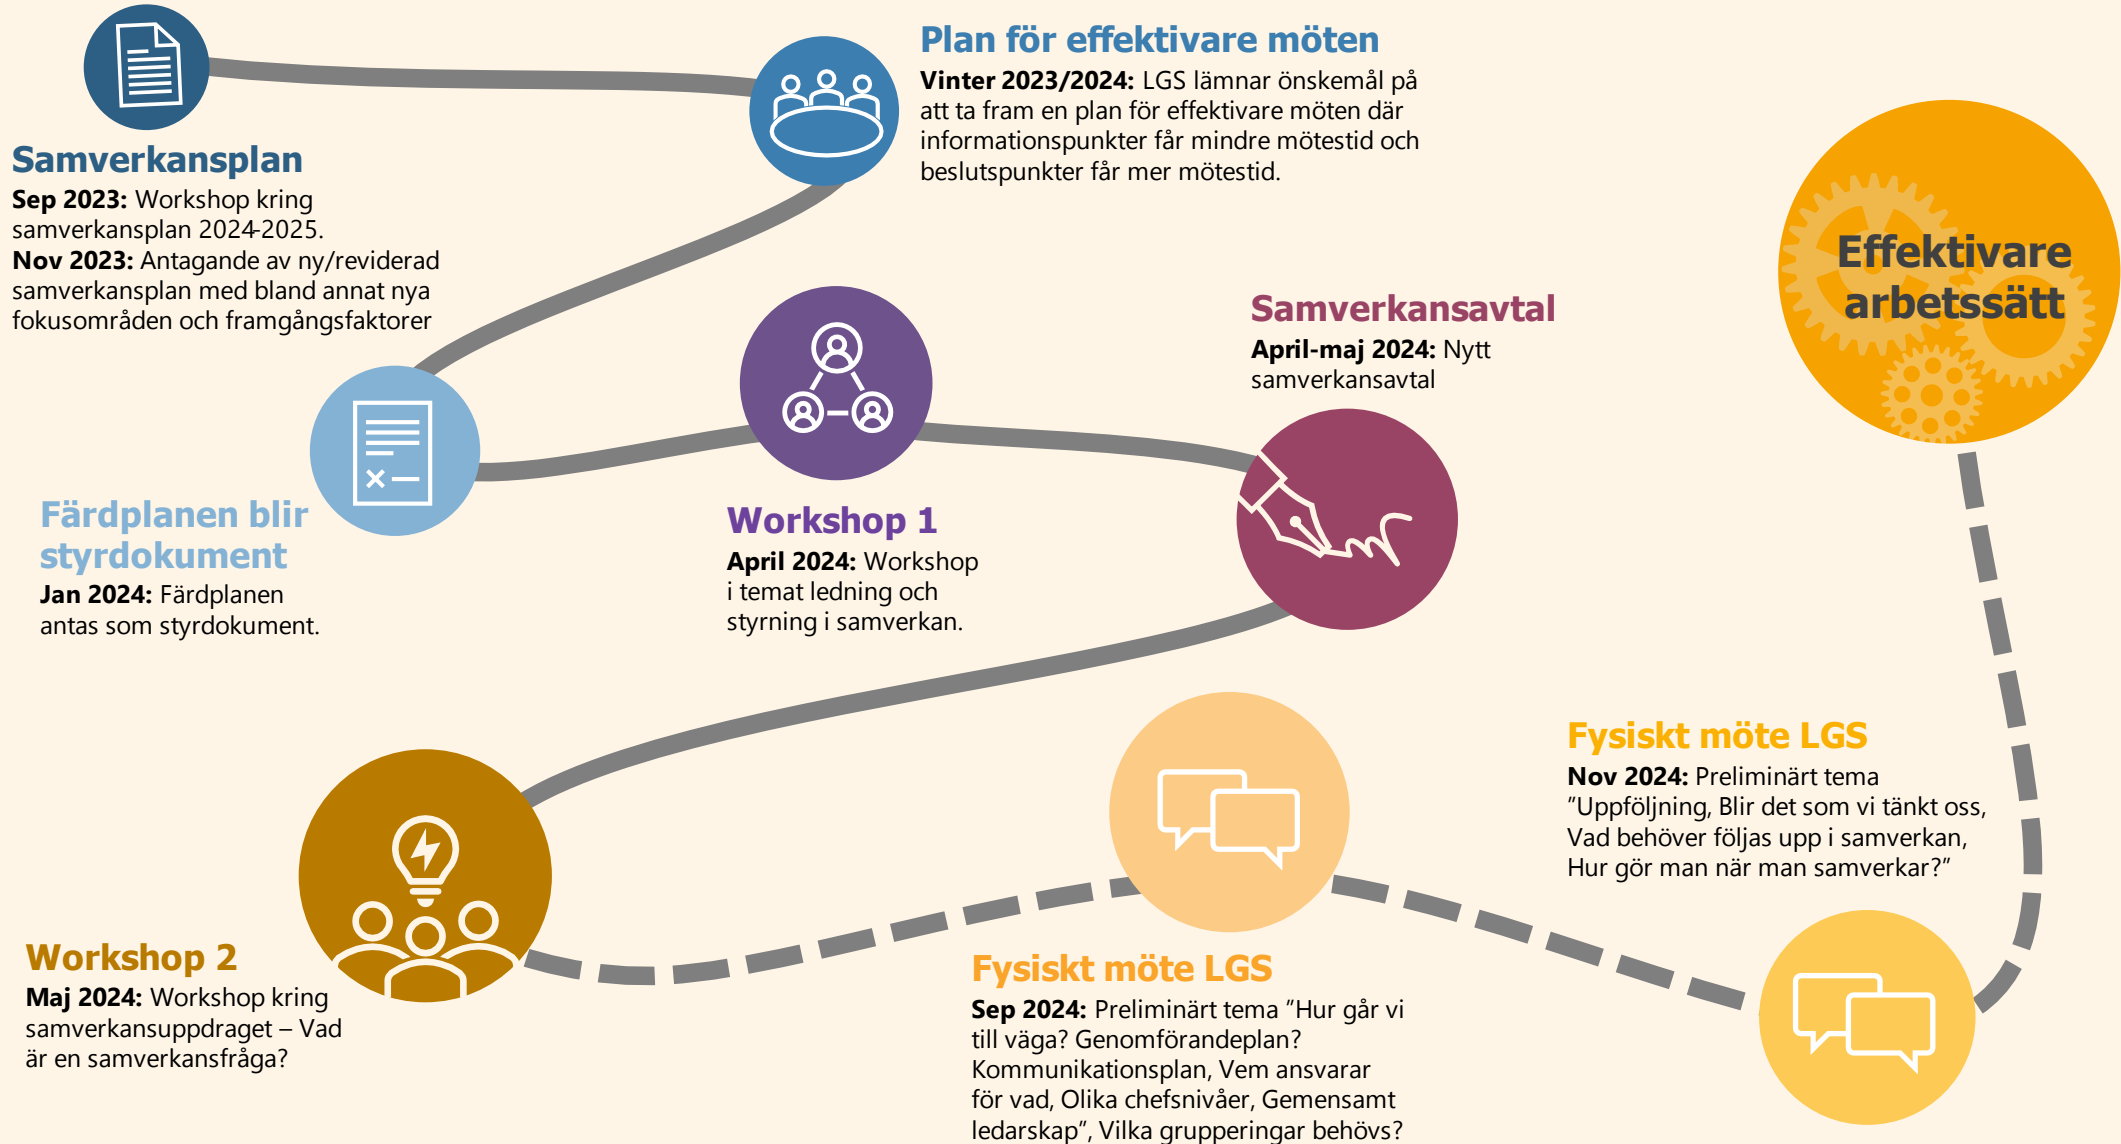 Samverkansplan
Sep 2023: Workshop kring
samverkansplan 2024-2025.
Nov 2023: Antagande av ny/reviderad
samverkansplan med bland annat nya
fokusområden och framgångsfaktorer
Plan för effektivare möten
Vinter 2023/2024: LGS lämnar önskemål på
att ta fram en plan för effektivare möten där
informationspunkter får mindre mötestid och
beslutspunkter får mer mötestid.
Färdplanen blir
styrdokument
Jan 2024: Färdplanen
antas som styrdokument.
Workshop 1
April 2024: Workshop
i temat ledning och
styrning i samverkan.
Samverkansavtal
April-maj 2024: Nytt
samverkansavtal
Workshop 2
Maj 2024: Workshop kring
samverkansuppdraget – Vad
är en samverkansfråga?
Fysiskt möte LGS
Sep 2024: Preliminärt tema ”Hur går vi
till väga? Genomförandeplan?
Kommunikationsplan, Vem ansvarar
för vad, Olika chefsnivåer, Gemensamt
ledarskap”, Vilka grupperingar behövs?
Fysiskt möte LGS
Nov 2024: Preliminärt tema
”Uppföljning, Blir det som vi tänkt oss,
Vad behöver följas upp i samverkan,
Hur gör man när man samverkar?”
Effektivare
arbetssätt